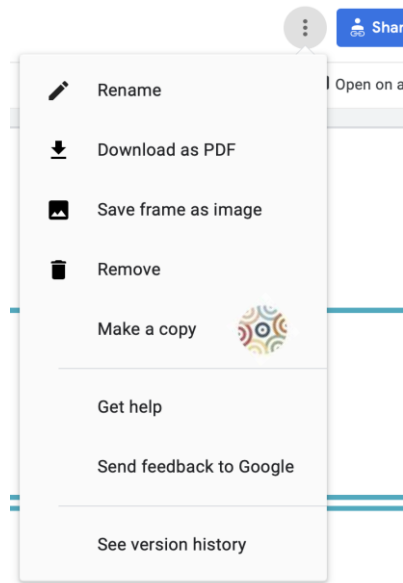 Share
Open on a
Rename
Download as PDF
Save frame as image
Remove
Make a copy
Get help
Send feedback to Google
See version history